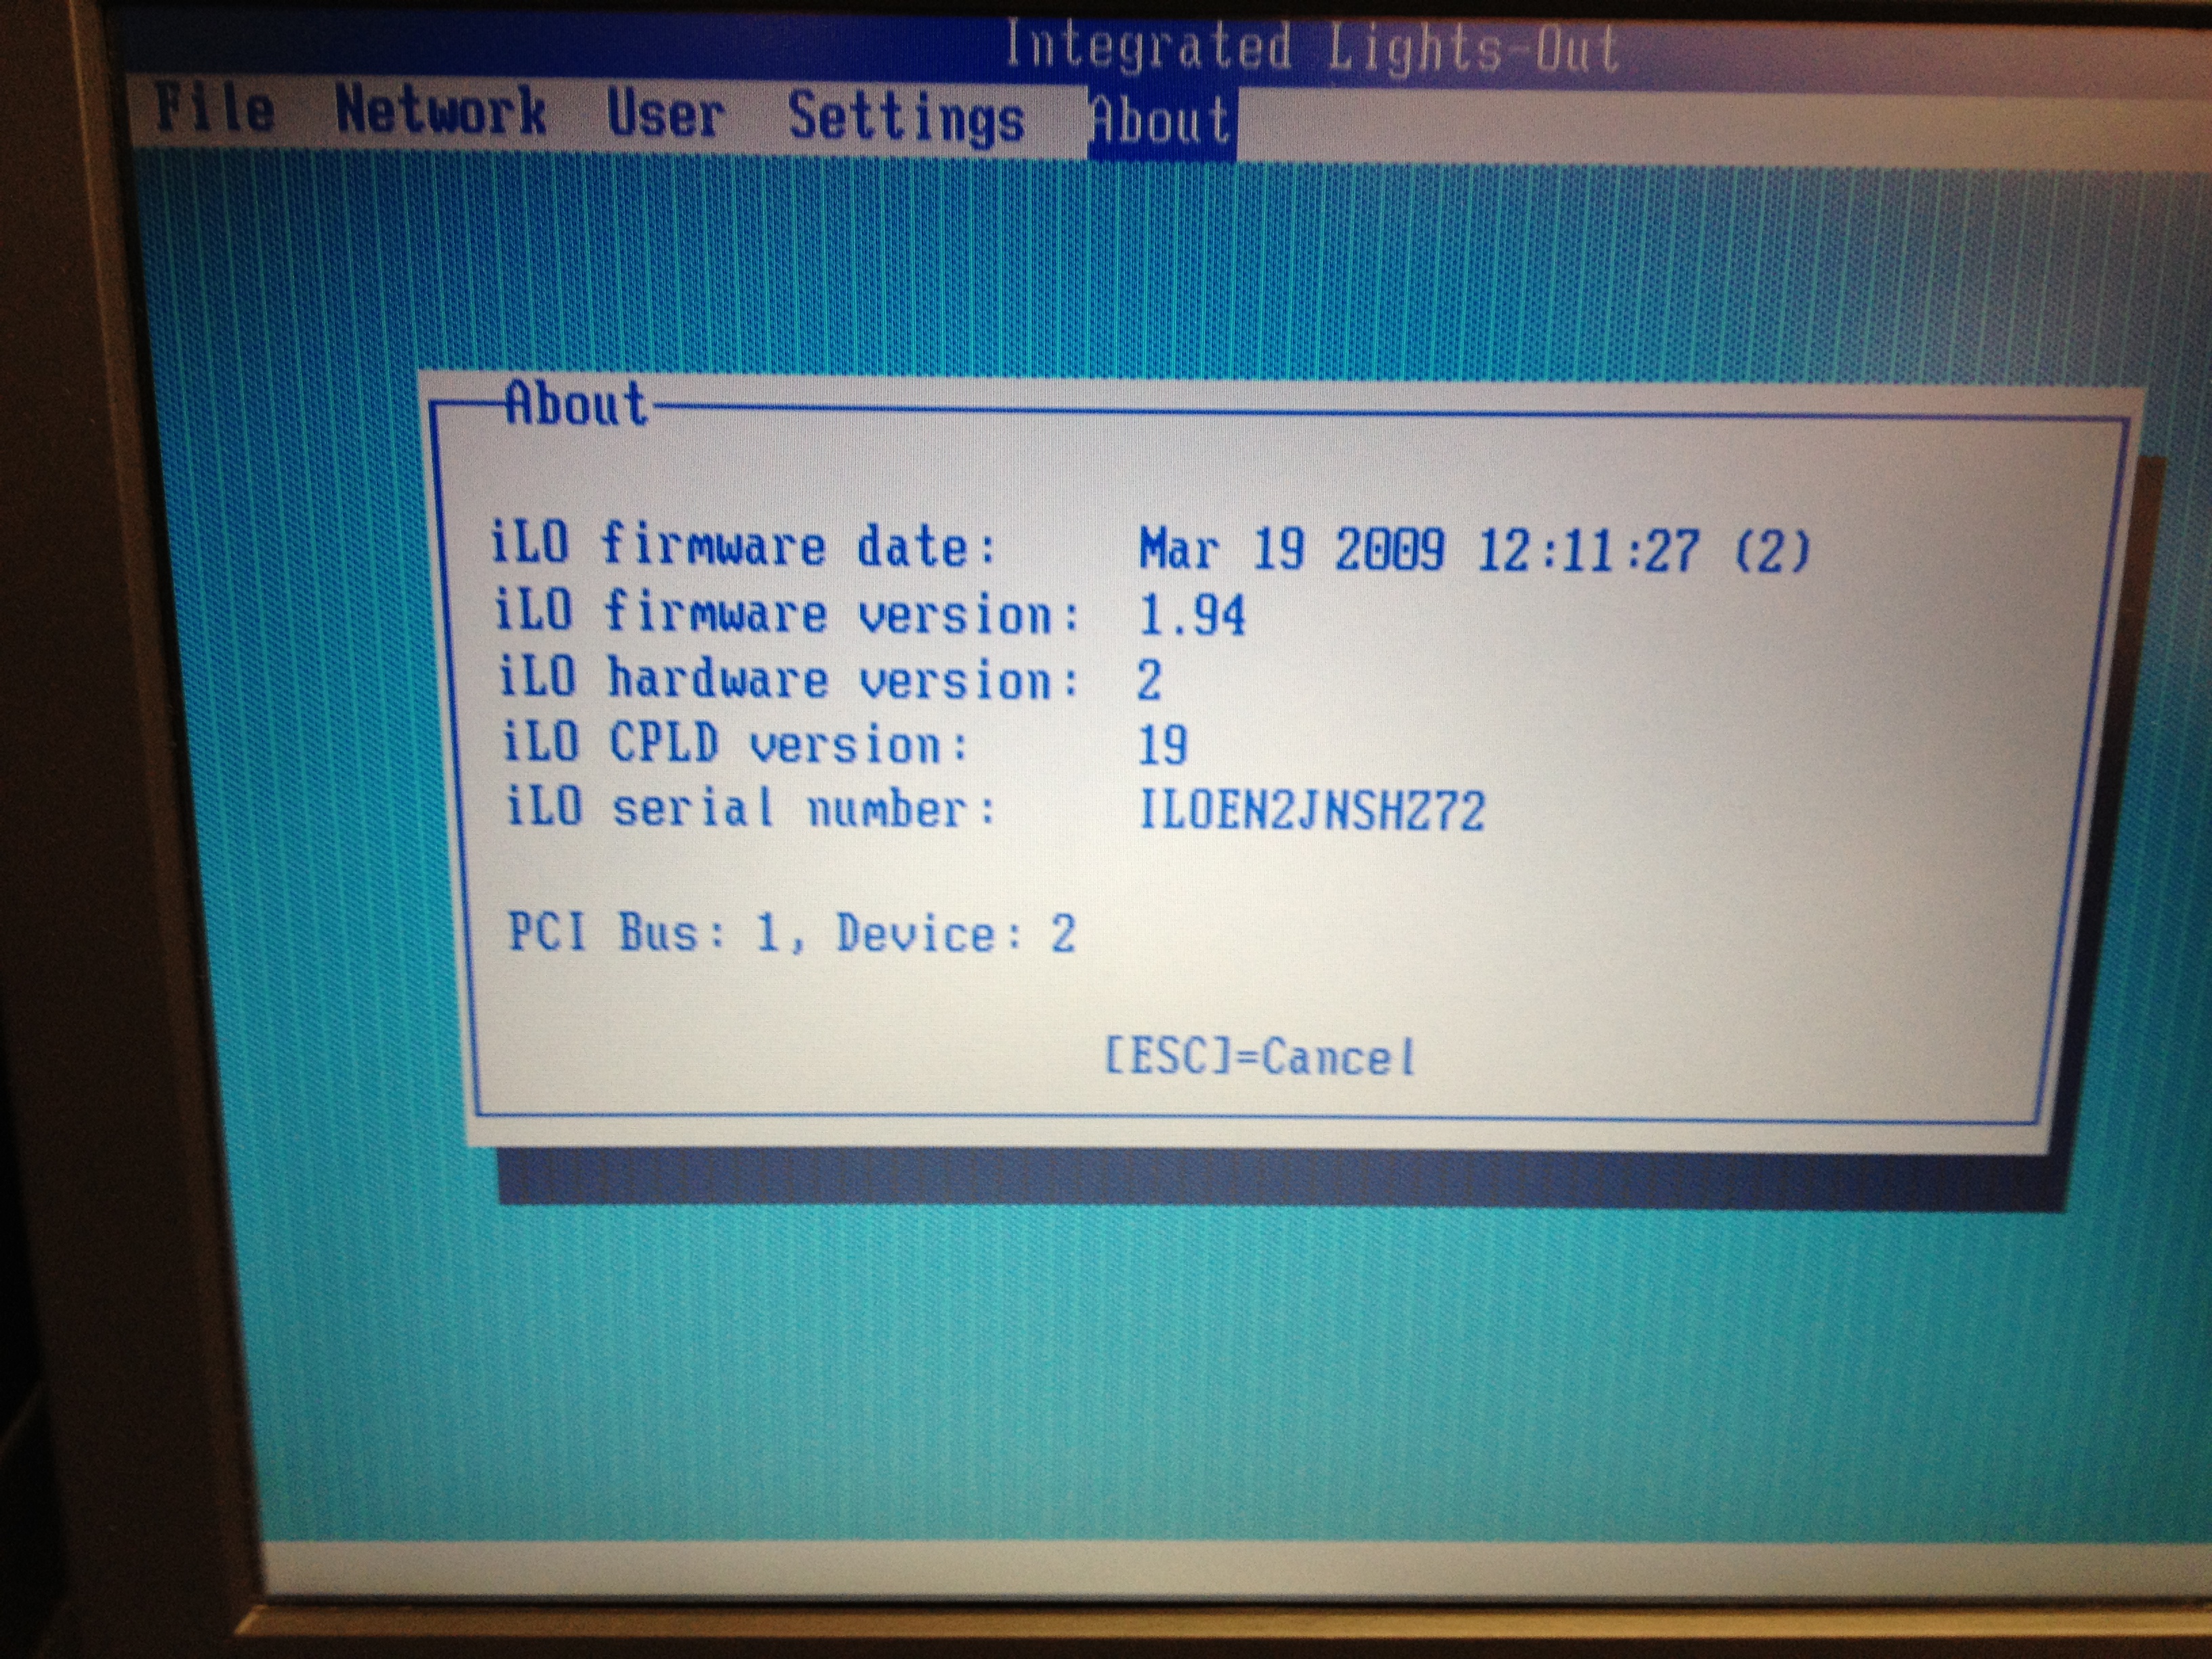 Integrated Lights-Out
File Network User Settings About
About
iLO firmware date: Mar 19 2009 12:11:27 (2)
iLO firmware version: 1.94
iLO hardware version: 2
iLO CPLD version: 19
iLO serial number: ILOEN2JNSHZ72
PCI Bus: 1, Device: 2
[ESC]=Cancel